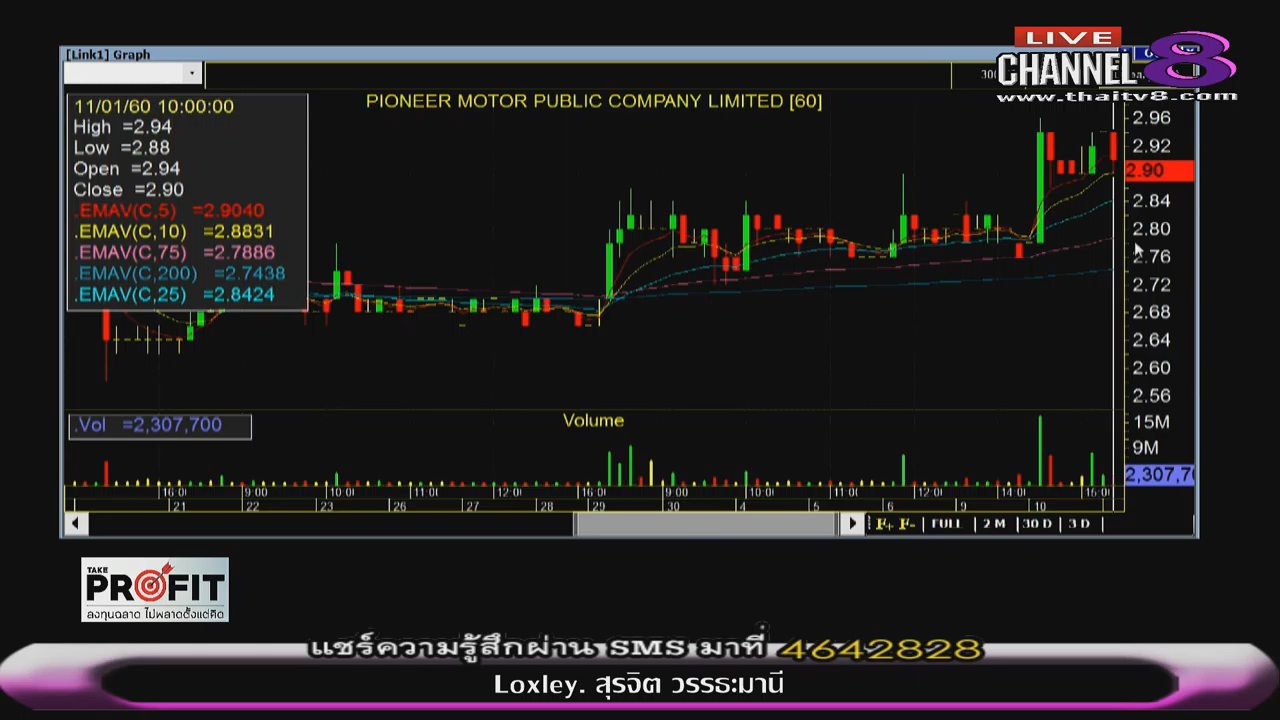 [Link1] Graph
LIVE
CHANNEL 8
www.thaitv8.com
11/01/60 10:00:00
High =2.94
Low =2.88
Open =2.94
Close =2.90
.EMAV(C,5) =2.9040
.EMAV(C,10) =2.8831
.EMAV(C,75) =2.7886
.EMAV(C,200) =2.7438
.EMAV(C,25) =2.8424
PIONEER MOTOR PUBLIC COMPANY LIMITED [60]
2.96
2.92
2.90
2.84
2.80
2.76
2.72
2.68
2.64
2.60
2.56
.Vol =2,307,700
Volume
15M
9M
2,307,70
16:00 9:00 10:00 11:00 12:00 16:00 9:00 10:00 11:00 12:00 14:00 16:00
21 22 23 26 27 28 29 30 4 5 6 9 10
F+ F- FULL 2 M 30 D 3 D
TAKE
PROFIT
ลงทุนฉลาด ไม่พลาดตั้งแต่คิด
แชร์ความรู้สึกผ่าน SMS มาที่ 4642828
Loxley. สุรจิต วรรธะมานี